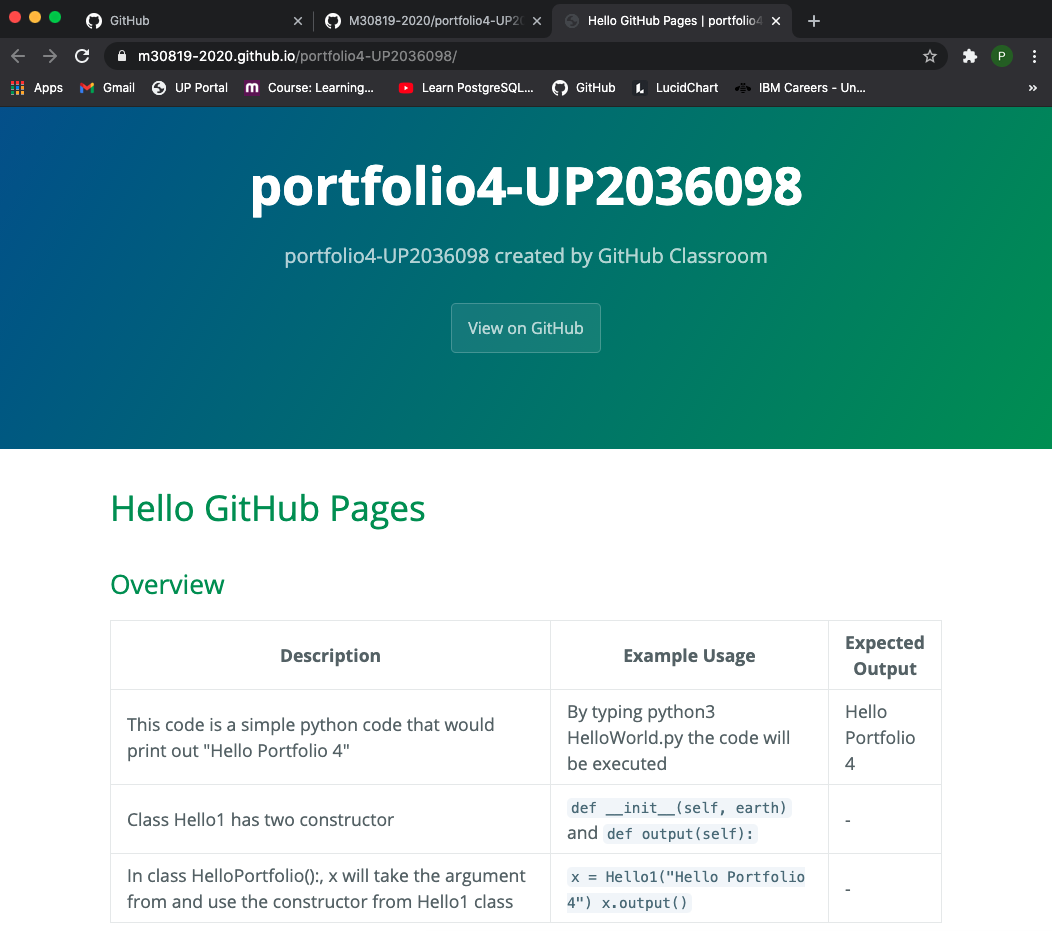 GitHub
M30819-2020/portfolio4-UP20
Hello GitHub Pages | portfolio4
m30819-2020.github.io/portfolio4-UP2036098/
P
Apps
Gmail
UP Portal
Course: Learning...
Learn PostgreSQL...
GitHub
LucidChart
IBM Careers - Un...
»
portfolio4-UP2036098
portfolio4-UP2036098 created by GitHub Classroom
View on GitHub
Hello GitHub Pages
Overview
Description
Example Usage
Expected
Output
This code is a simple python code that would
print out "Hello Portfolio 4"
By typing python3
HelloWorld.py the code will
be executed
Hello
Portfolio
4
Class Hello1 has two constructor
def __init__(self, earth)
and def output(self):
-
In class HelloPortfolio():, x will take the argument
from and use the constructor from Hello1 class
x = Hello1("Hello Portfolio
4") x.output()
-